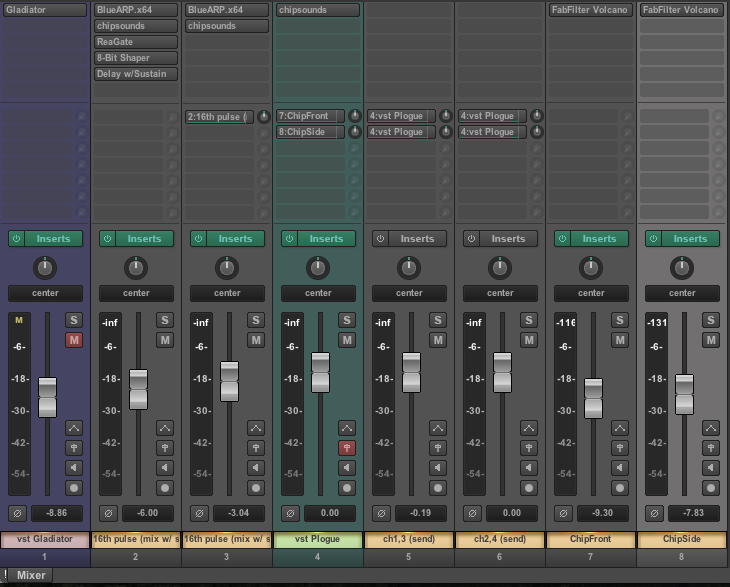 Gladiator BlueARP.x64 BlueARP.x64 chipsounds FabFilter Volcano FabFilter Volcano
chipsounds chipsounds
ReaGate
8-Bit Shaper
Delay w/Sustain
2:16th pulse ( 7:ChipFront 4:vst Plogue 4:vst Plogue
8:ChipSide 4:vst Plogue 4:vst Plogue
Inserts Inserts Inserts Inserts Inserts Inserts Inserts Inserts
center center center center center center center center
M S -inf S -inf S -inf S -inf S -inf S -116 S -131 S
-6- M -6- M -6- M -6- M -6- M -6- M -6- M -6- M
-18- -18- -18- -18- -18- -18- -18- -18-
-30- -30- -30- -30- -30- -30- -30- -30-
-42- -42- -42- -42- -42- -42- -42- -42-
-54- -54- -54- -54- -54- -54- -54- -54-
-8.86 -6.00 -3.04 0.00 -0.19 0.00 -9.30 -7.83
vst Gladiator 16th pulse (mix w/ s 16th pulse (mix w/ s vst Plogue ch1,3 (send) ch2,4 (send) ChipFront ChipSide
1 2 3 4 5 6 7 8
! Mixer